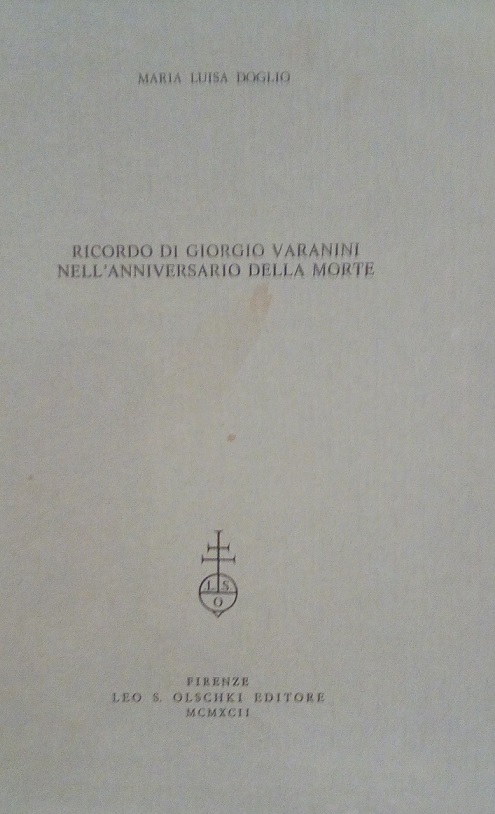 MARIA LUISA DOGLIO
RICORDO DI GIORGIO VARANINI
NELL'ANNIVERSARIO DELLA MORTE
L S
O
FIRENZE
LEO S. OLSCHKI EDITORE
MCMXCII